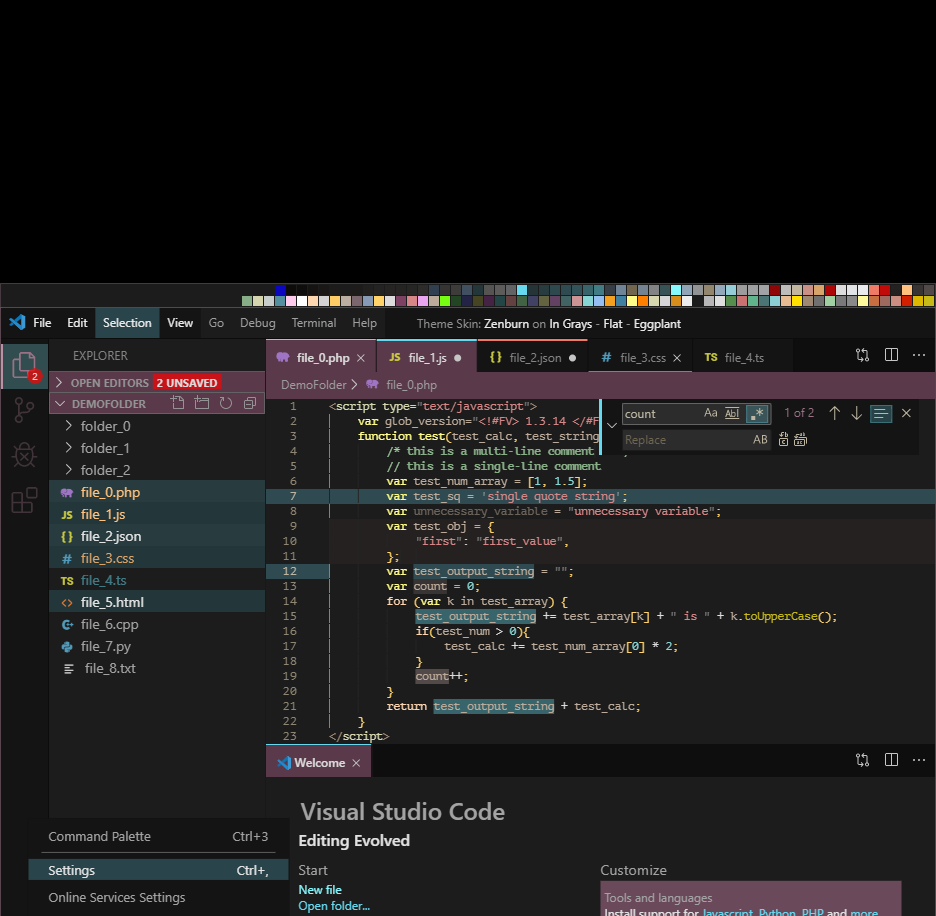 File Edit Selection View Go Debug Terminal Help Theme Skin: Zenburn on In Grays - Flat - Eggplant
EXPLORER
2
OPEN EDITORS 2 UNSAVED
DEMOFOLDER
folder_0
folder_1
folder_2
file_0.php
file_1.js
file_2.json
file_3.css
file_4.ts
file_5.html
file_6.cpp
file_7.py
file_8.txt
file_0.php JS file_1.js {} file_2.json # file_3.css TS file_4.ts
DemoFolder > file_0.php
count Aa Abl .* 1 of 2
Replace AB
1 <script type="text/javascript">
2 var glob_version="<!#FV> 1.3.14 </#F
3 function test(test_calc, test_string
4 /* this is a multi-line comment
5 // this is a single-line comment
6 var test_num_array = [1, 1.5];
7 var test_sq = 'single quote string';
8 var unnecessary_variable = "unnecessary variable";
9 var test_obj = {
10 "first": "first_value",
11 };
12 var test_output_string = "";
13 var count = 0;
14 for (var k in test_array) {
15 test_output_string += test_array[k] + " is " + k.toUpperCase();
16 if(test_num > 0){
17 test_calc += test_num_array[0] * 2;
18 }
19 count++;
20 }
21 return test_output_string + test_calc;
22 }
23 </script>
Welcome
Visual Studio Code
Editing Evolved
Start
New file
Open folder...
Customize
Tools and languages
Install support for Javascript, Python, PHP and more
Command Palette Ctrl+3
Settings Ctrl+,
Online Services Settings